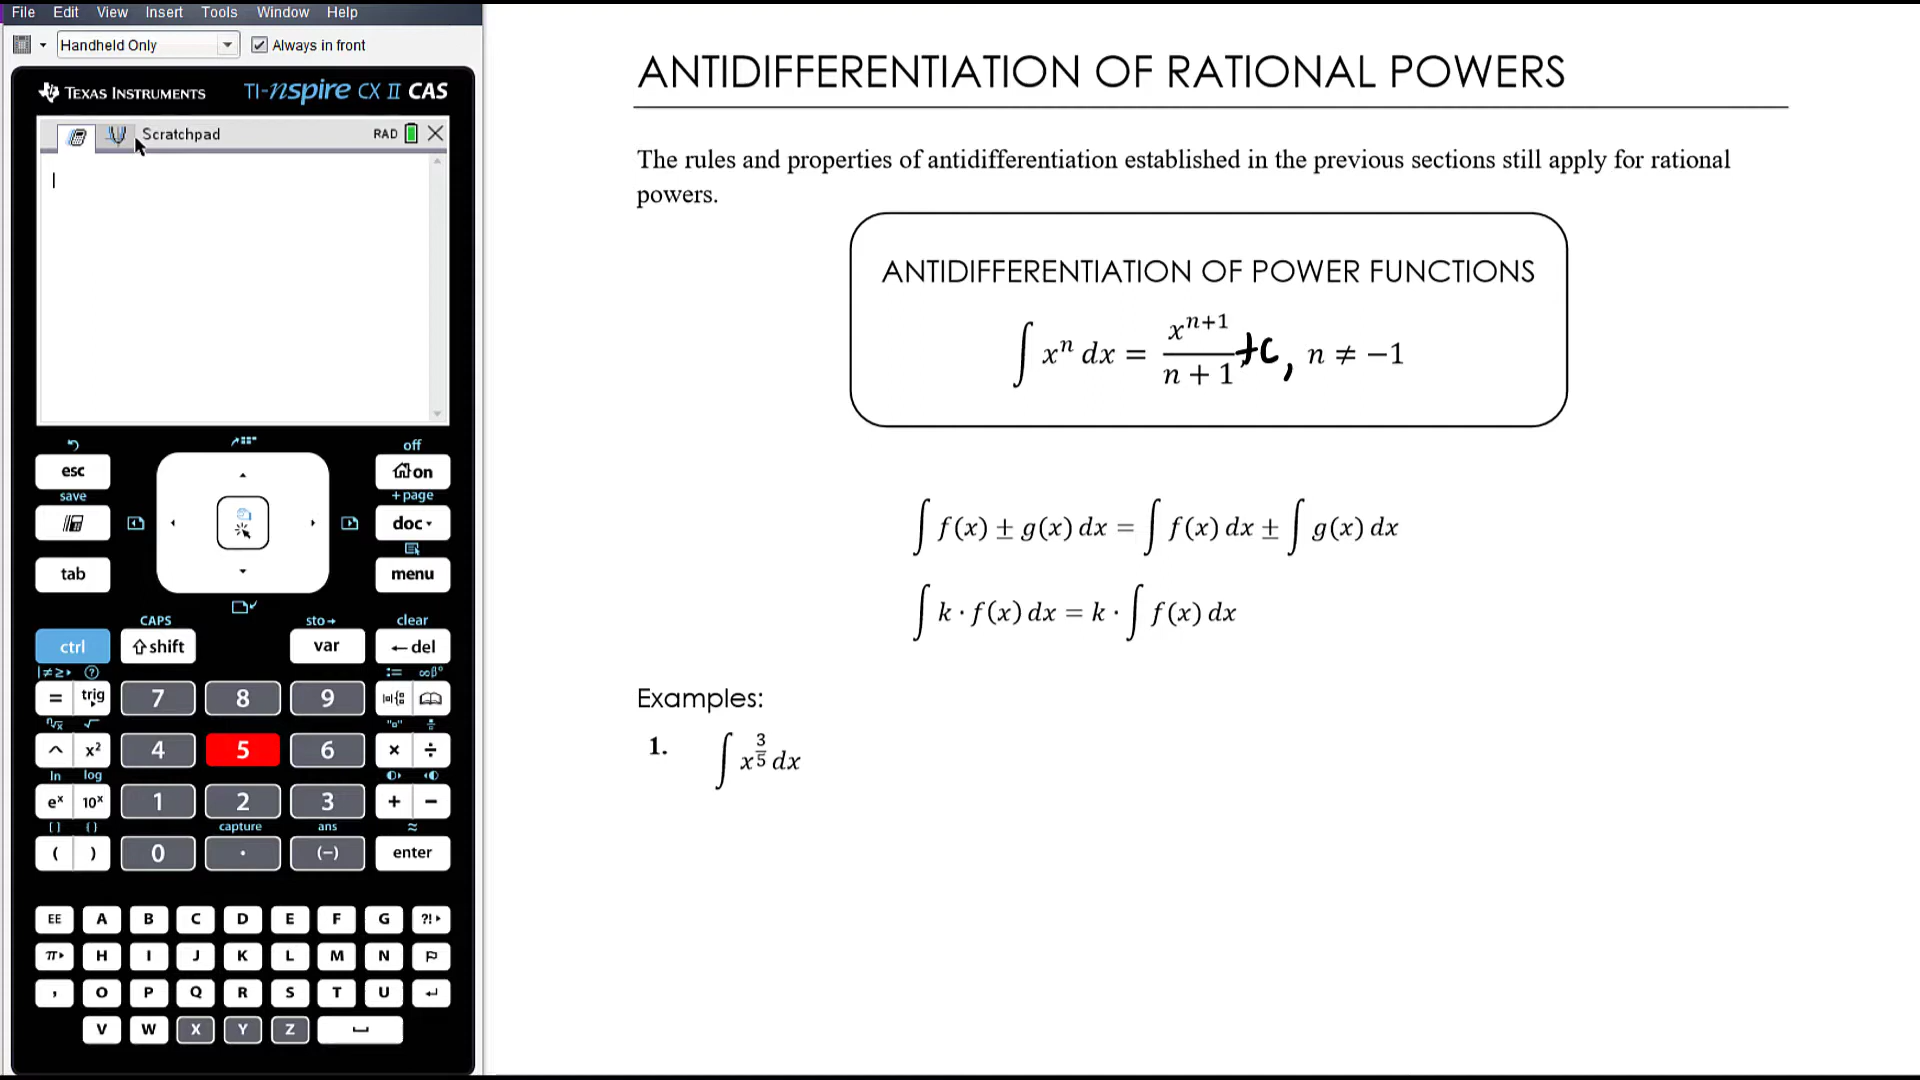 File Edit View Insert Tools Window Help
Handheld Only Always in front
TEXAS INSTRUMENTS TI-nspire CX II CAS
Scratchpad RAD
off
esc on
save + page
doc
tab menu
CAPS sto→ clear
ctrl ⇧shift var ←del
|≠≥▸ ? := ∞β°
= trig 7 8 9 |□|{
ⁿ√x √ "□" ÷
^ x² 4 5 6 × ÷
ln log
eˣ 10ˣ 1 2 3 + −
[ ] { } capture ans ≈
( ) 0 . (−) enter
EE A B C D E F G ?!▸
π▸ H I J K L M N
, O P Q R S T U ↵
V W X Y Z
ANTIDIFFERENTIATION OF RATIONAL POWERS
The rules and properties of antidifferentiation established in the previous sections still apply for rational
powers.
ANTIDIFFERENTIATION OF POWER FUNCTIONS
∫ xⁿ dx = xⁿ⁺¹/(n + 1) +c, n ≠ −1
∫ f(x) ± g(x) dx = ∫ f(x) dx ± ∫ g(x) dx
∫ k · f(x) dx = k · ∫ f(x) dx
Examples:
1. ∫ x^(3/5) dx